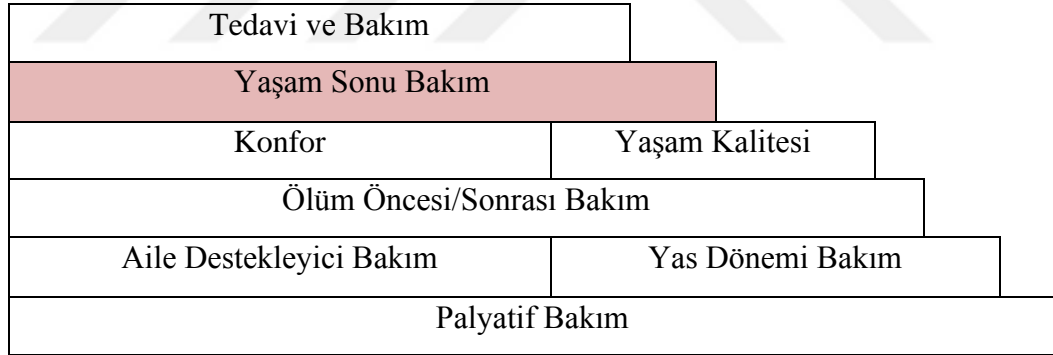 Tedavi ve Bakım
Yaşam Sonu Bakım
Konfor
Yaşam Kalitesi
Ölüm Öncesi/Sonrası Bakım
Aile Destekleyici Bakım
Yas Dönemi Bakım
Palyatif Bakım